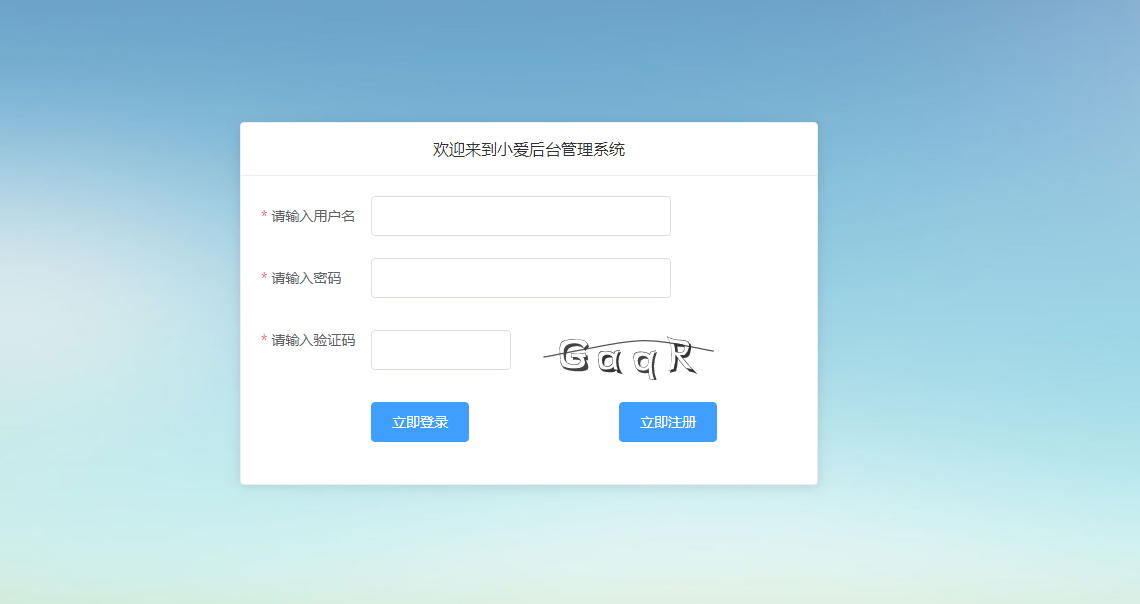 欢迎来到小爱后台管理系统
* 请输入用户名
* 请输入密码
* 请输入验证码
GaqR
立即登录 立即注册